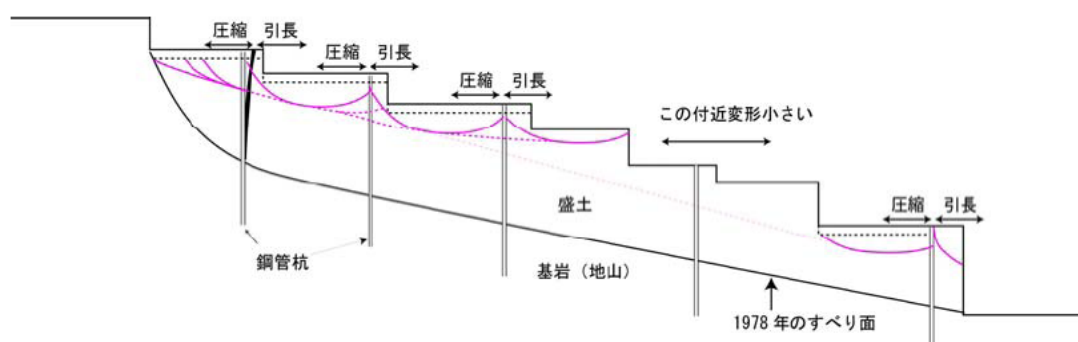 圧縮 引長
圧縮 引長
圧縮 引長
この付近変形小さい
盛土
圧縮 引長
鋼管杭
基岩（地山）
1978 年のすべり面